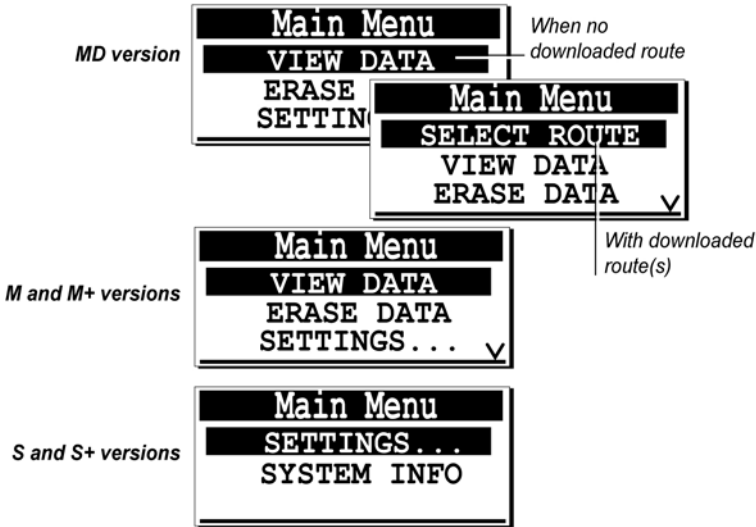 MD version
Main Menu
VIEW DATA
ERASE
SETTIN
When no
downloaded route
Main Menu
SELECT ROUTE
VIEW DATA
ERASE DATA
With downloaded
route(s)
M and M+ versions
Main Menu
VIEW DATA
ERASE DATA
SETTINGS...
S and S+ versions
Main Menu
SETTINGS...
SYSTEM INFO